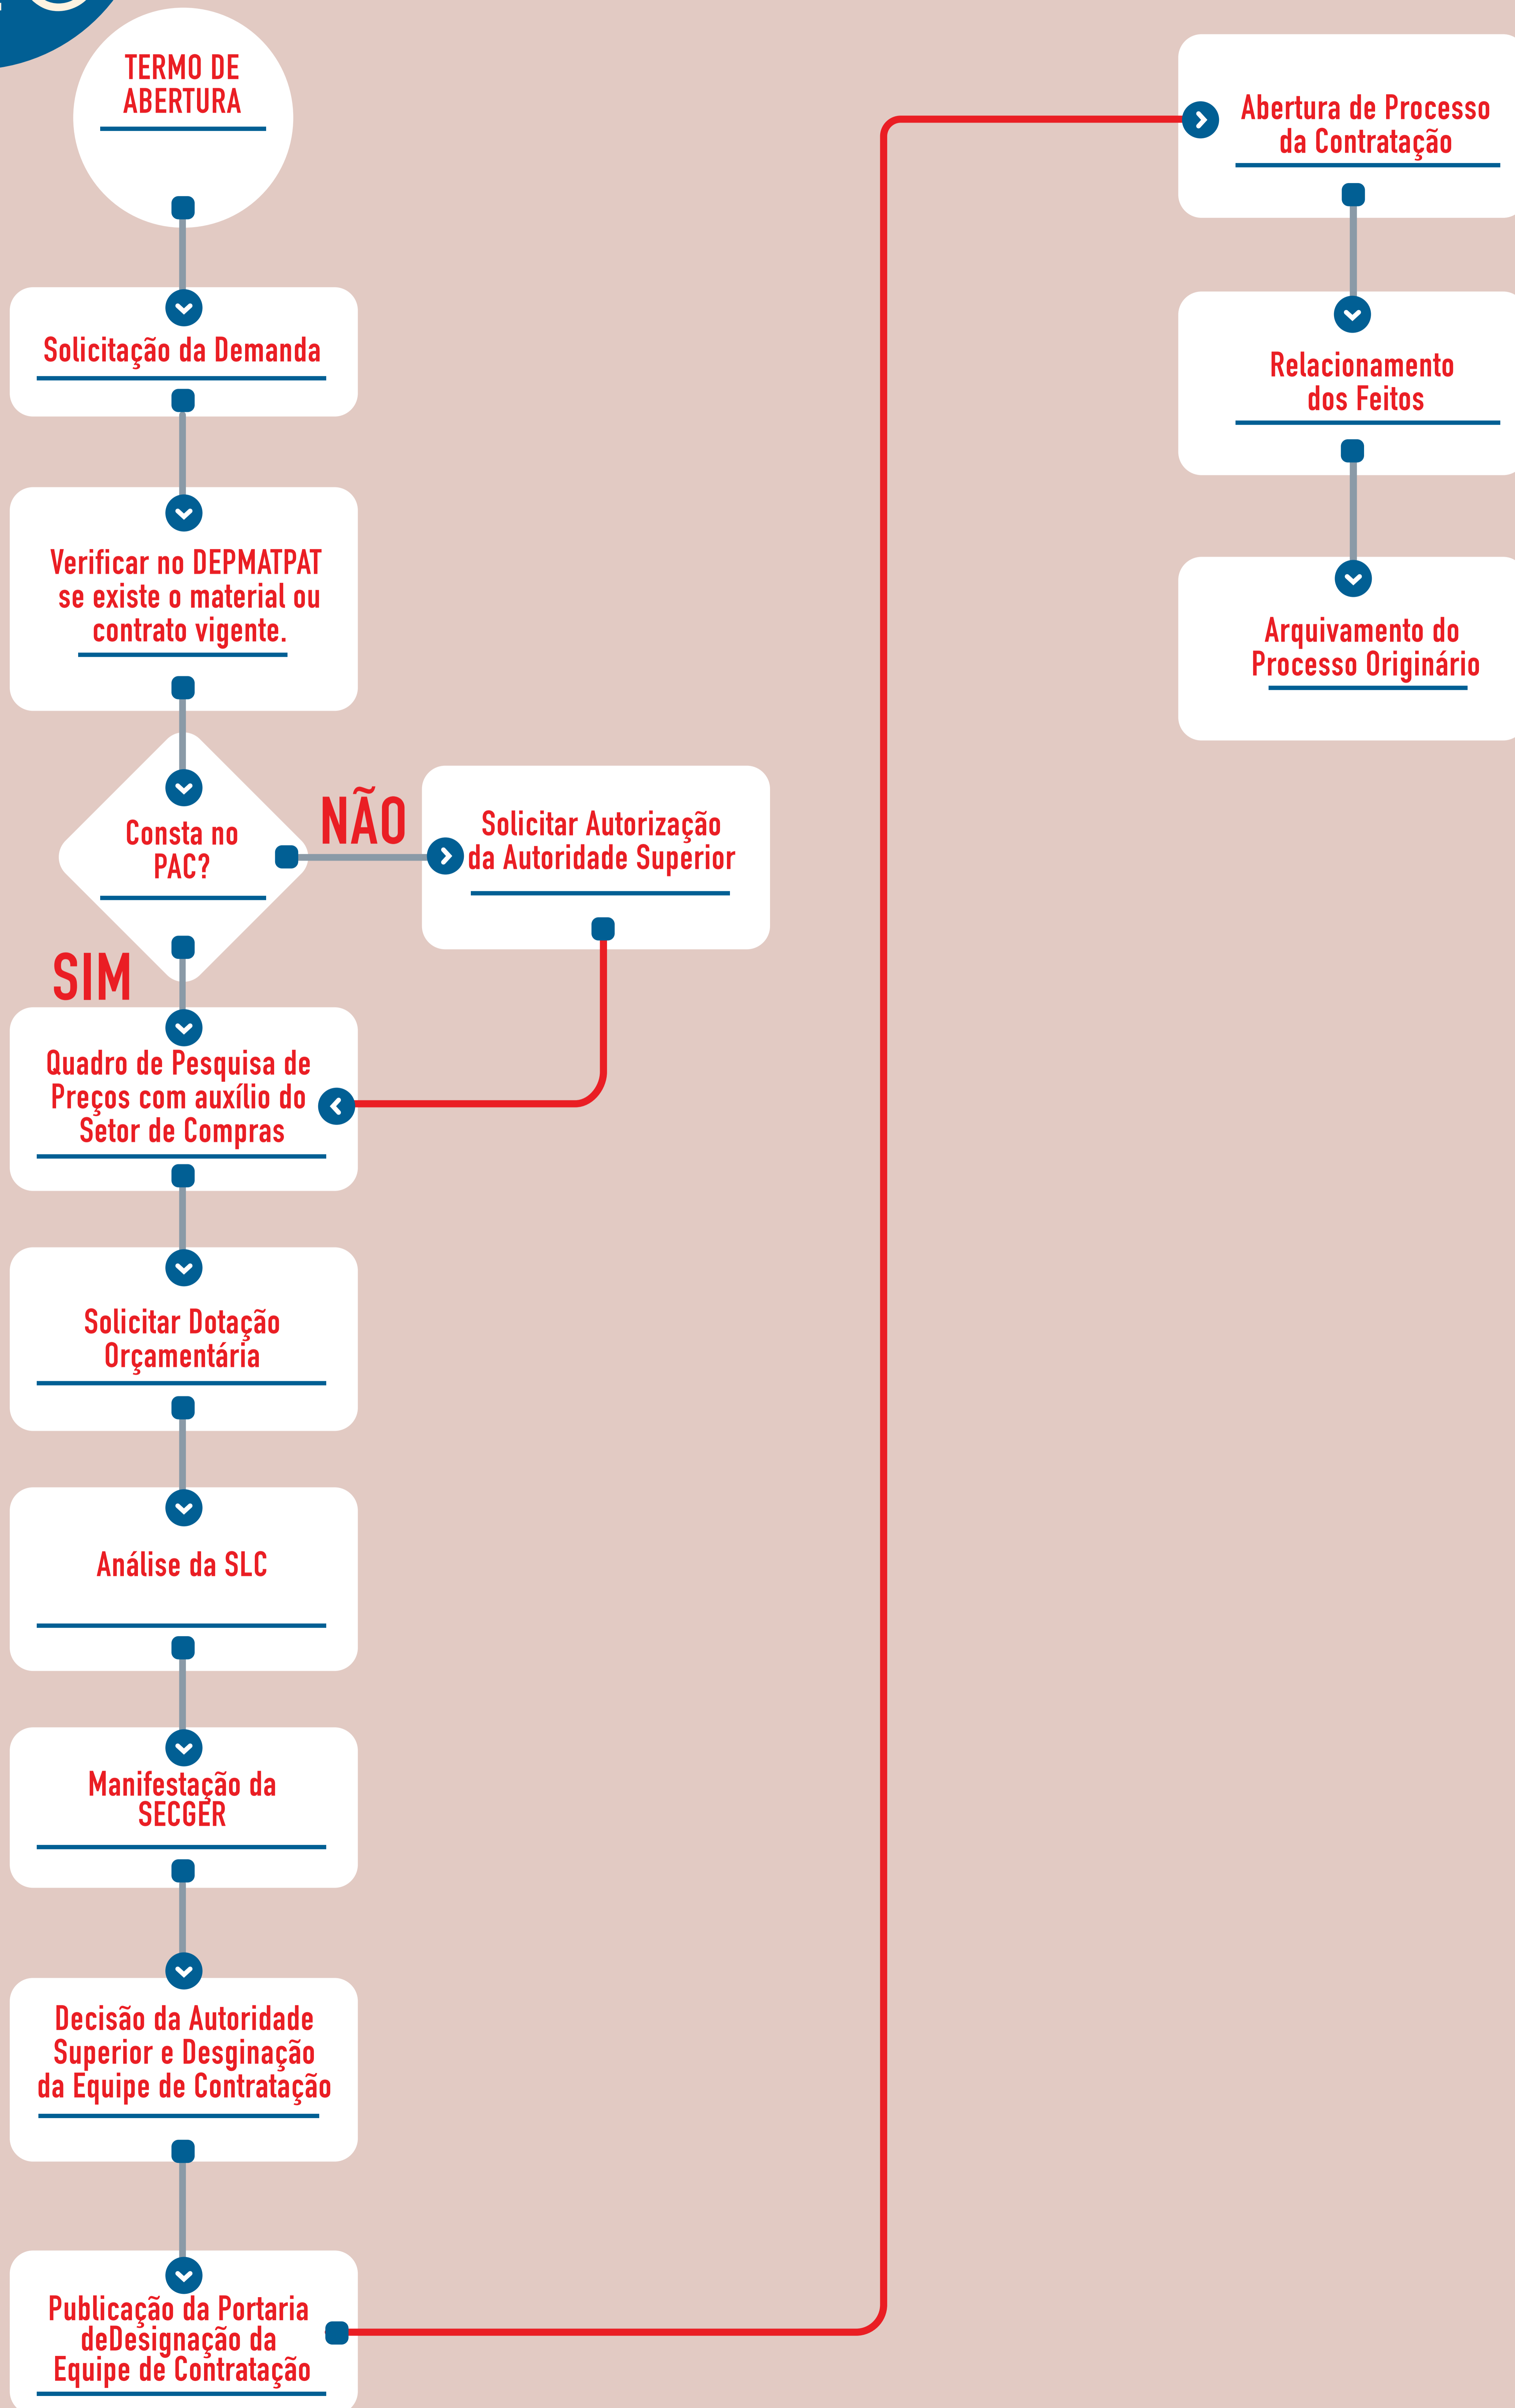 TERMO DE
ABERTURA
Solicitação da Demanda
Verificar no DEPMATPAT
se existe o material ou
contrato vigente.
Consta no
PAC?
NÃO
Solicitar Autorização
da Autoridade Superior
SIM
Quadro de Pesquisa de
Preços com auxílio do
Setor de Compras
Solicitar Dotação
Orçamentária
Análise da SLC
Manifestação da
SECGER
Decisão da Autoridade
Superior e Desginação
da Equipe de Contratação
Publicação da Portaria
deDesignação da
Equipe de Contratação
Abertura de Processo
da Contratação
Relacionamento
dos Feitos
Arquivamento do
Processo Originário